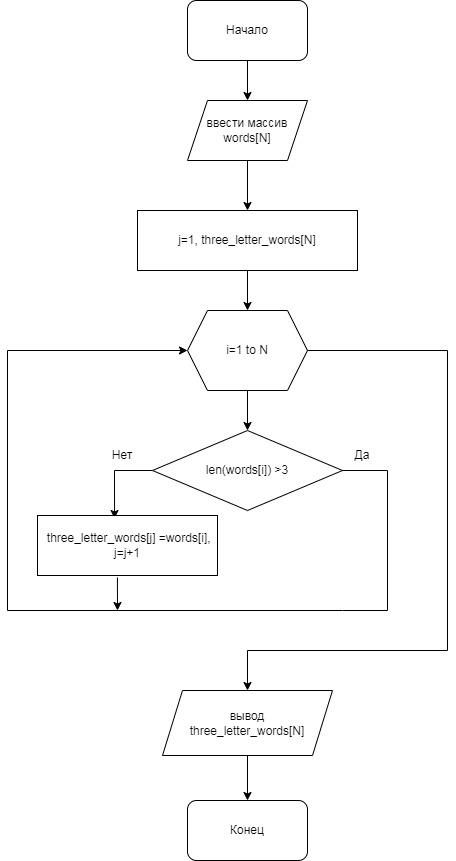 Начало
ввести массив
words[N]
j=1, three_letter_words[N]
i=1 to N
Нет
Да
len(words[i]) >3
three_letter_words[j] =words[i],
j=j+1
вывод
three_letter_words[N]
Конец